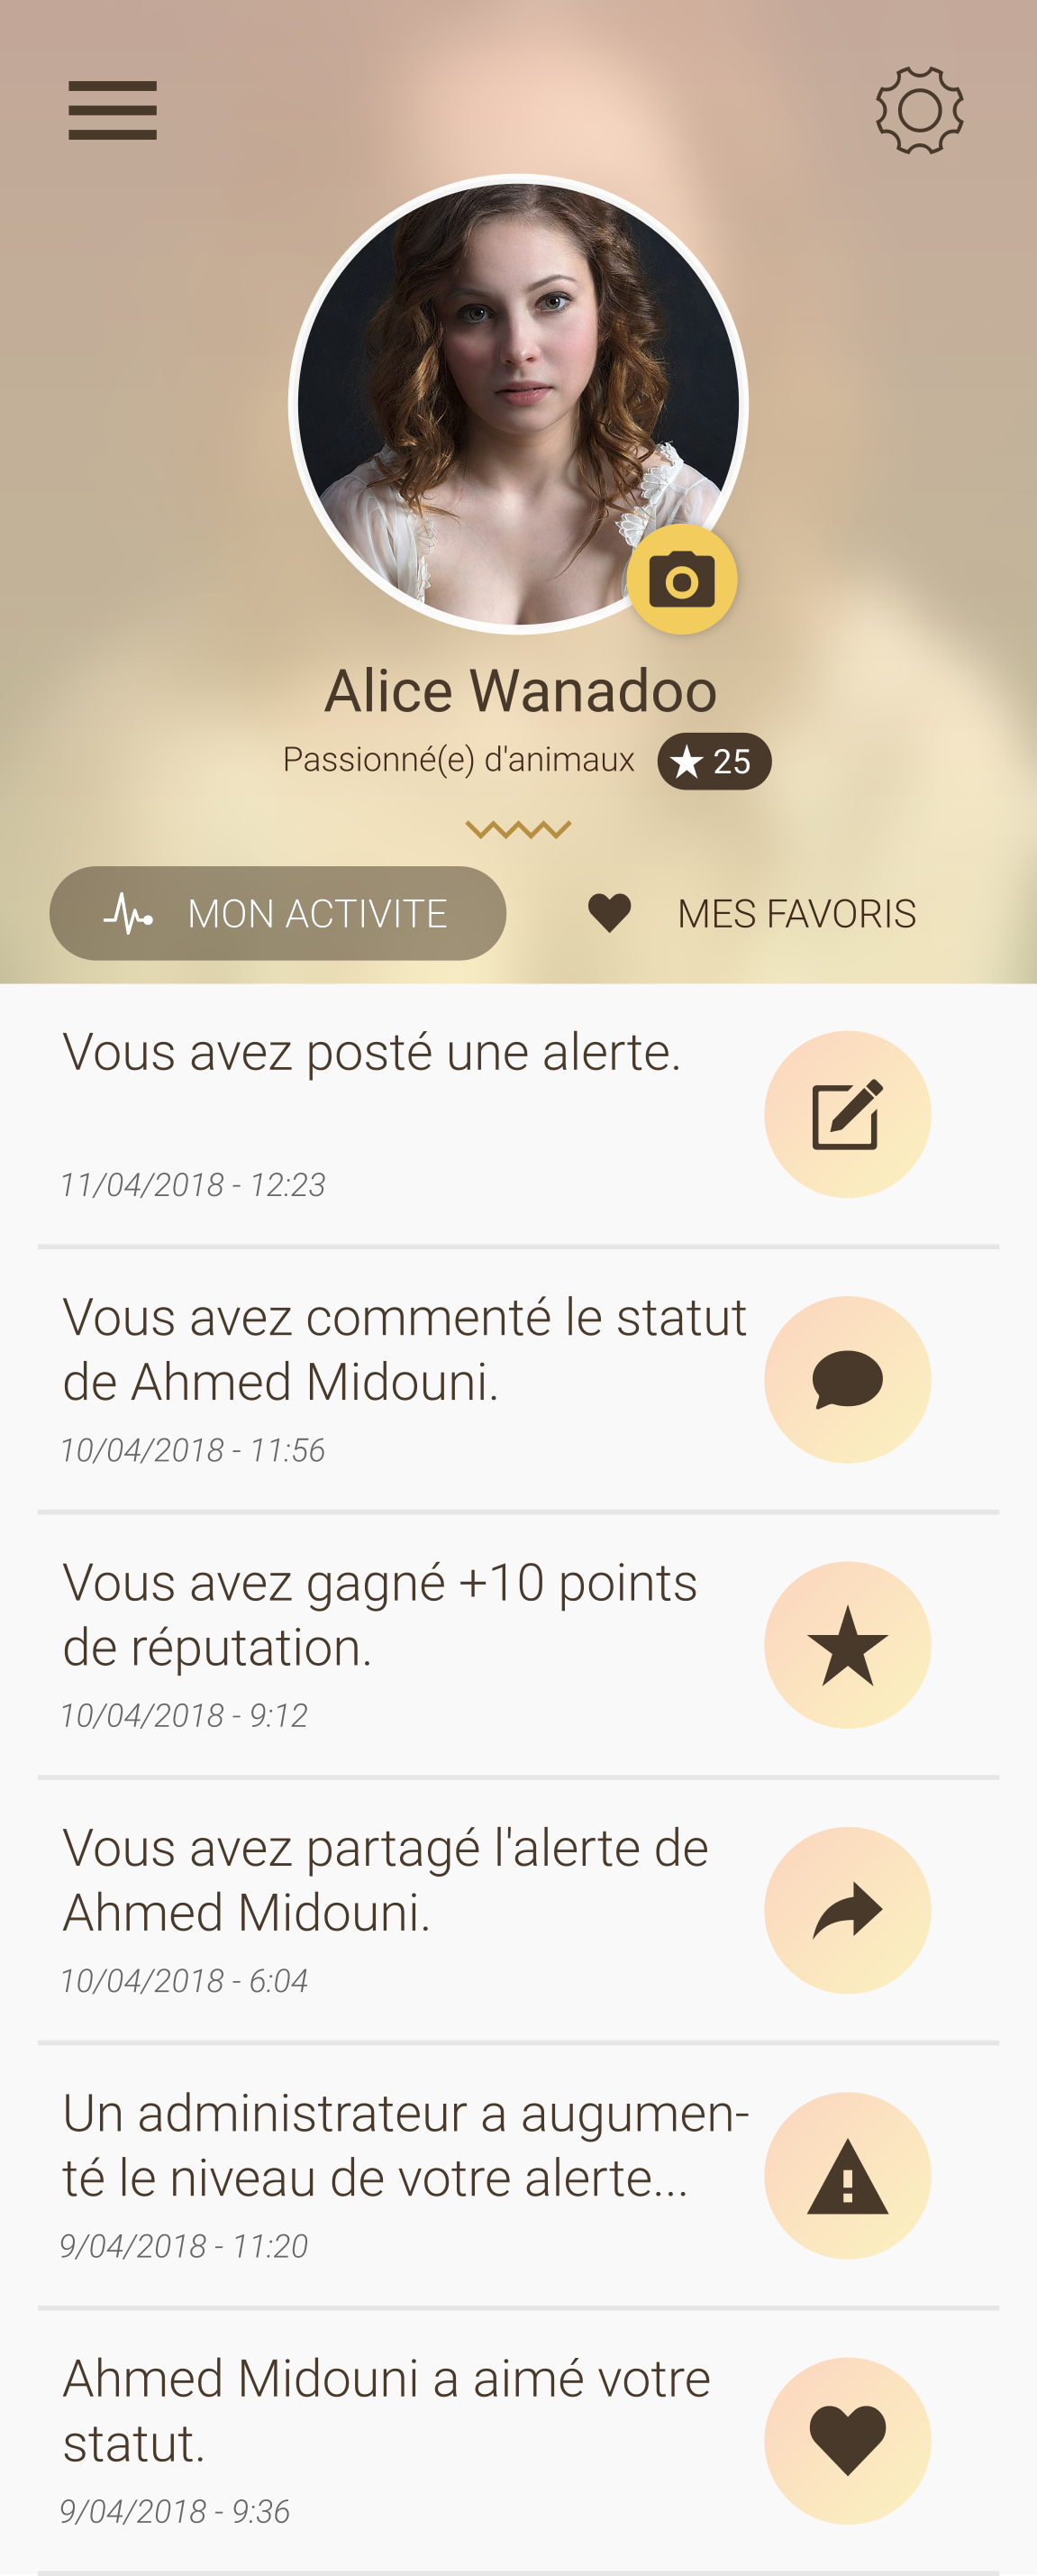 Alice Wanadoo
Passionné(e) d'animaux ★ 25
MON ACTIVITE MES FAVORIS
Vous avez posté une alerte.
11/04/2018 - 12:23
Vous avez commenté le statut
de Ahmed Midouni.
10/04/2018 - 11:56
Vous avez gagné +10 points
de réputation.
10/04/2018 - 9:12
Vous avez partagé l'alerte de
Ahmed Midouni.
10/04/2018 - 6:04
Un administrateur a augumen-
té le niveau de votre alerte...
9/04/2018 - 11:20
Ahmed Midouni a aimé votre
statut.
9/04/2018 - 9:36